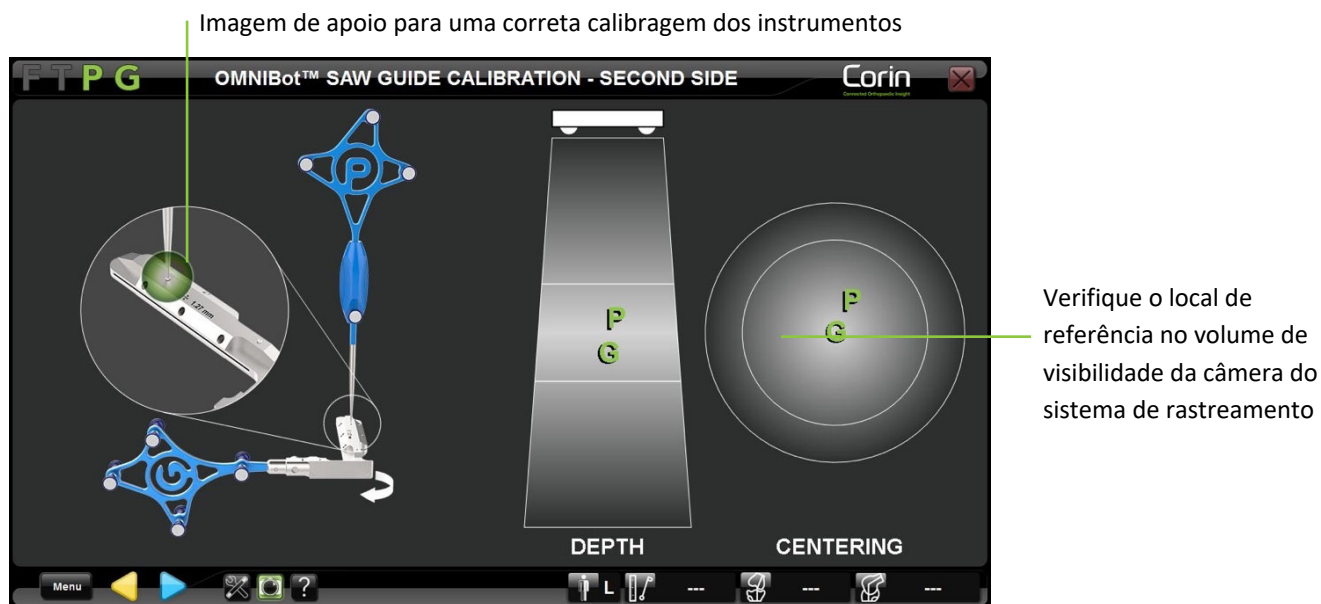 Imagem de apoio para uma correta calibragem dos instrumentos
F T P G
OMNIBot™ SAW GUIDE CALIBRATION - SECOND SIDE
Corin
Connected Orthopaedic Insight
P
1.27 mm
G
P
G
P
G
DEPTH
CENTERING
Verifique o local de
referência no volume de
visibilidade da câmera do
sistema de rastreamento
Menu
?
L
---
---
---